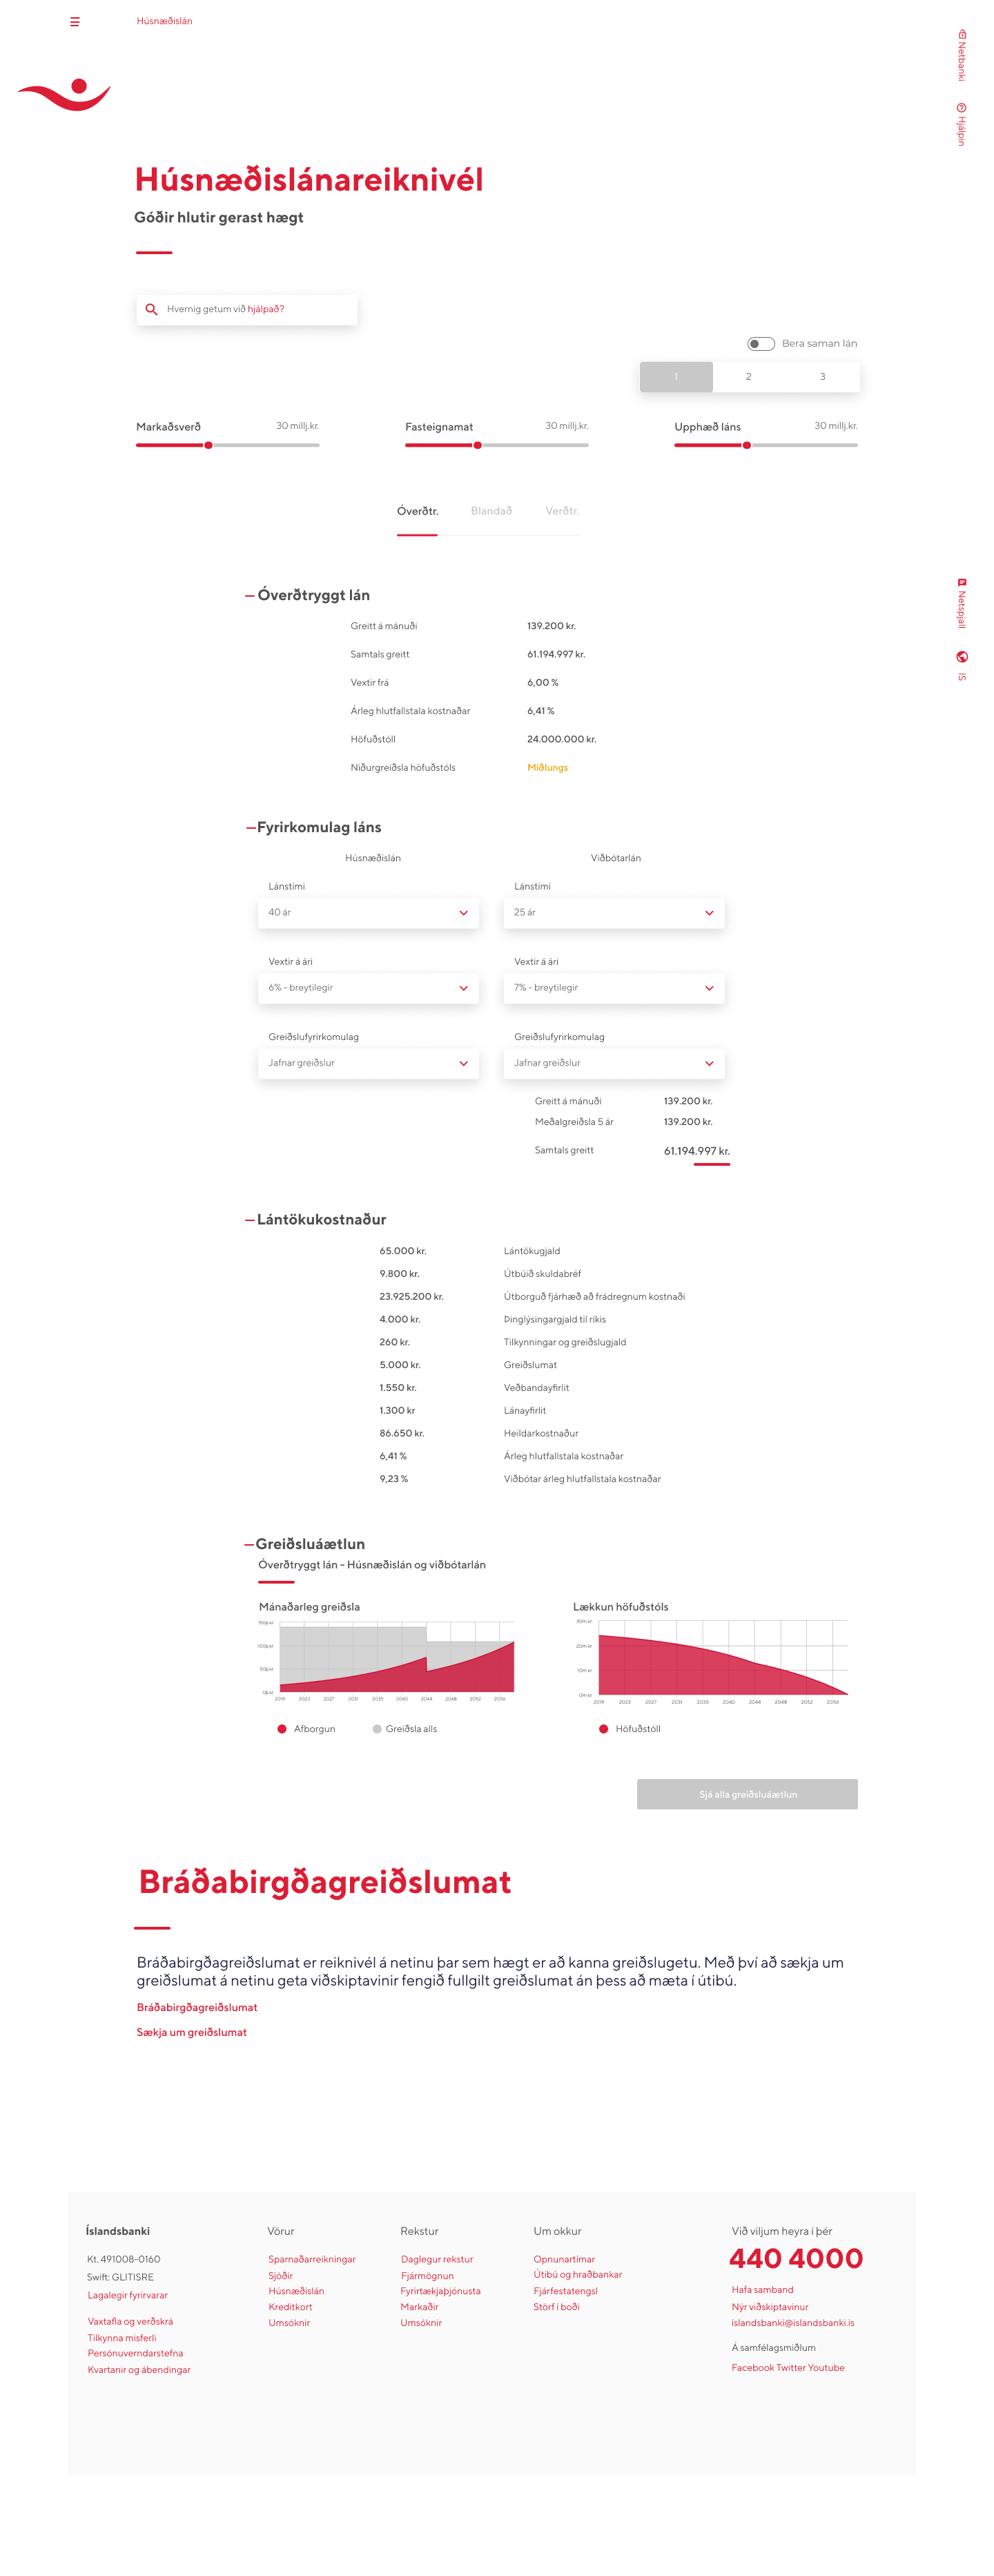 Húsnæðislán
Netbanki
Hjálpin
Húsnæðislánareiknivél
Góðir hlutir gerast hægt
Hvernig getum við hjálpað?
Bera saman lán
1 2 3
Markaðsverð 30 millj.kr.
Fasteignamat 30 millj.kr.
Upphæð láns 30 millj.kr.
Óverðtr. Blandað Verðtr.
Netspjall
IS
Óverðtryggt lán
Greitt á mánuði 139.200 kr.
Samtals greitt 61.194.997 kr.
Vextir frá 6,00 %
Árleg hlutfallstala kostnaðar 6,41 %
Höfuðstóll 24.000.000 kr.
Niðurgreiðsla höfuðstóls Miðlungs
Fyrirkomulag láns
Húsnæðislán Viðbótarlán
Lánstími Lánstími
40 ár 25 ár
Vextir á ári Vextir á ári
6% - breytilegir 7% - breytilegir
Greiðslufyrirkomulag Greiðslufyrirkomulag
Jafnar greiðslur Jafnar greiðslur
Greitt á mánuði 139.200 kr.
Meðalgreiðsla 5 ár 139.200 kr.
Samtals greitt 61.194.997 kr.
Lántökukostnaður
65.000 kr. Lántökugjald
9.800 kr. Útbúið skuldabréf
23.925.200 kr. Útborguð fjárhæð að frádregnum kostnaði
4.000 kr. Þinglýsingargjald til ríkis
260 kr. Tilkynningar og greiðslugjald
5.000 kr. Greiðslumat
1.550 kr. Veðbandayfirlit
1.300 kr Lánayfirlit
86.650 kr. Heildarkostnaður
6,41 % Árleg hlutfallstala kostnaðar
9,23 % Viðbótar árleg hlutfallstala kostnaðar
Greiðsluáætlun
Óverðtryggt lán - Húsnæðislán og viðbótarlán
Mánaðarleg greiðsla
150þ.kr
100þ.kr
50þ.kr
0þ.kr
2019 2023 2027 2031 2035 2040 2044 2048 2052 2056
Afborgun Greiðsla alls
Lækkun höfuðstóls
30m kr
20m kr
10m kr
0m kr
2019 2023 2027 2031 2035 2040 2044 2048 2052 2056
Höfuðstóll
Sjá alla greiðsluáætlun
Bráðabirgðagreiðslumat
Bráðabirgðagreiðslumat er reiknivél á netinu þar sem hægt er að kanna greiðslugetu. Með því að sækja um
greiðslumat á netinu geta viðskiptavinir fengið fullgilt greiðslumat án þess að mæta í útibú.
Bráðabirgðagreiðslumat
Sækja um greiðslumat
Íslandsbanki
Kt. 491008-0160
Swift: GLITISRE
Lagalegir fyrirvarar
Vaxtafla og verðskrá
Tilkynna misferli
Persónuverndarstefna
Kvartanir og ábendingar
Vörur
Sparnaðarreikningar
Sjóðir
Húsnæðislán
Kreditkort
Umsóknir
Rekstur
Daglegur rekstur
Fjármögnun
Fyrirtækjaþjónusta
Markaðir
Umsóknir
Um okkur
Opnunartímar
Útibú og hraðbankar
Fjárfestatengsl
Störf í boði
Við viljum heyra í þér
440 4000
Hafa samband
Nýr viðskiptavinur
islandsbanki@islandsbanki.is
Á samfélagsmiðlum
Facebook Twitter Youtube